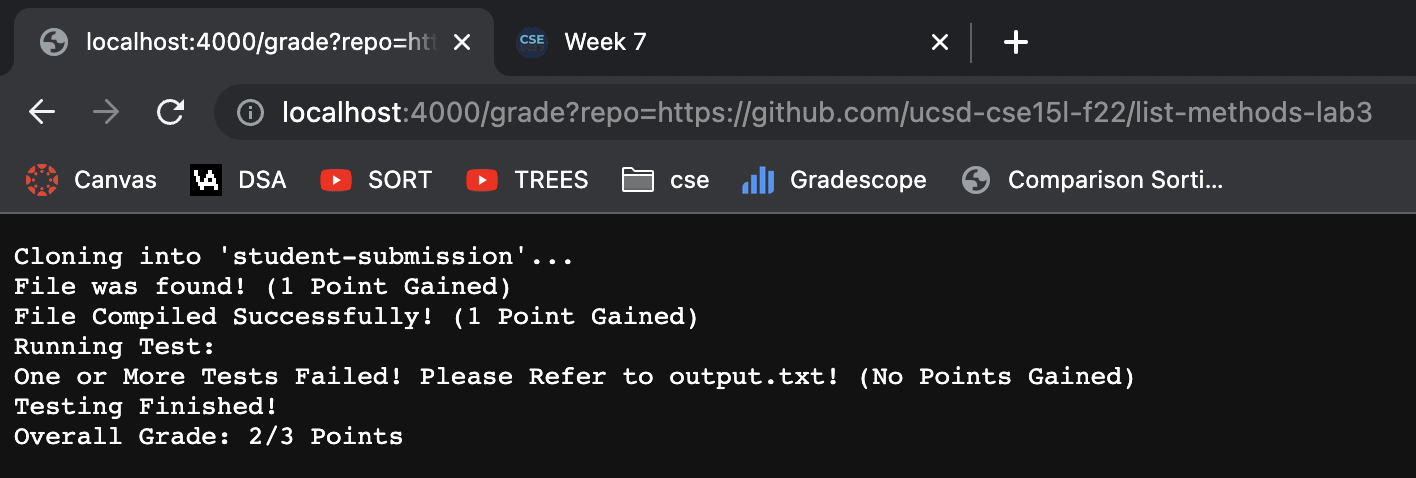 localhost:4000/grade?repo=htt
CSE Week 7
localhost:4000/grade?repo=https://github.com/ucsd-cse15l-f22/list-methods-lab3
Canvas DSA SORT TREES cse Gradescope Comparison Sorti...
Cloning into 'student-submission'...
File was found! (1 Point Gained)
File Compiled Successfully! (1 Point Gained)
Running Test:
One or More Tests Failed! Please Refer to output.txt! (No Points Gained)
Testing Finished!
Overall Grade: 2/3 Points